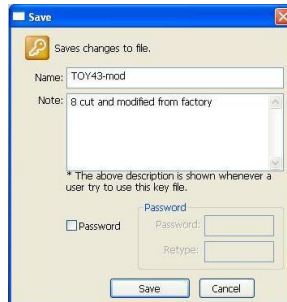 Save
Saves changes to file.
Name: TOY43-mod
Note: 8 cut and modified from factory
* The above description is shown whenever a
user try to use this key file.
Password
Password
Password:
Retype:
Save Cancel